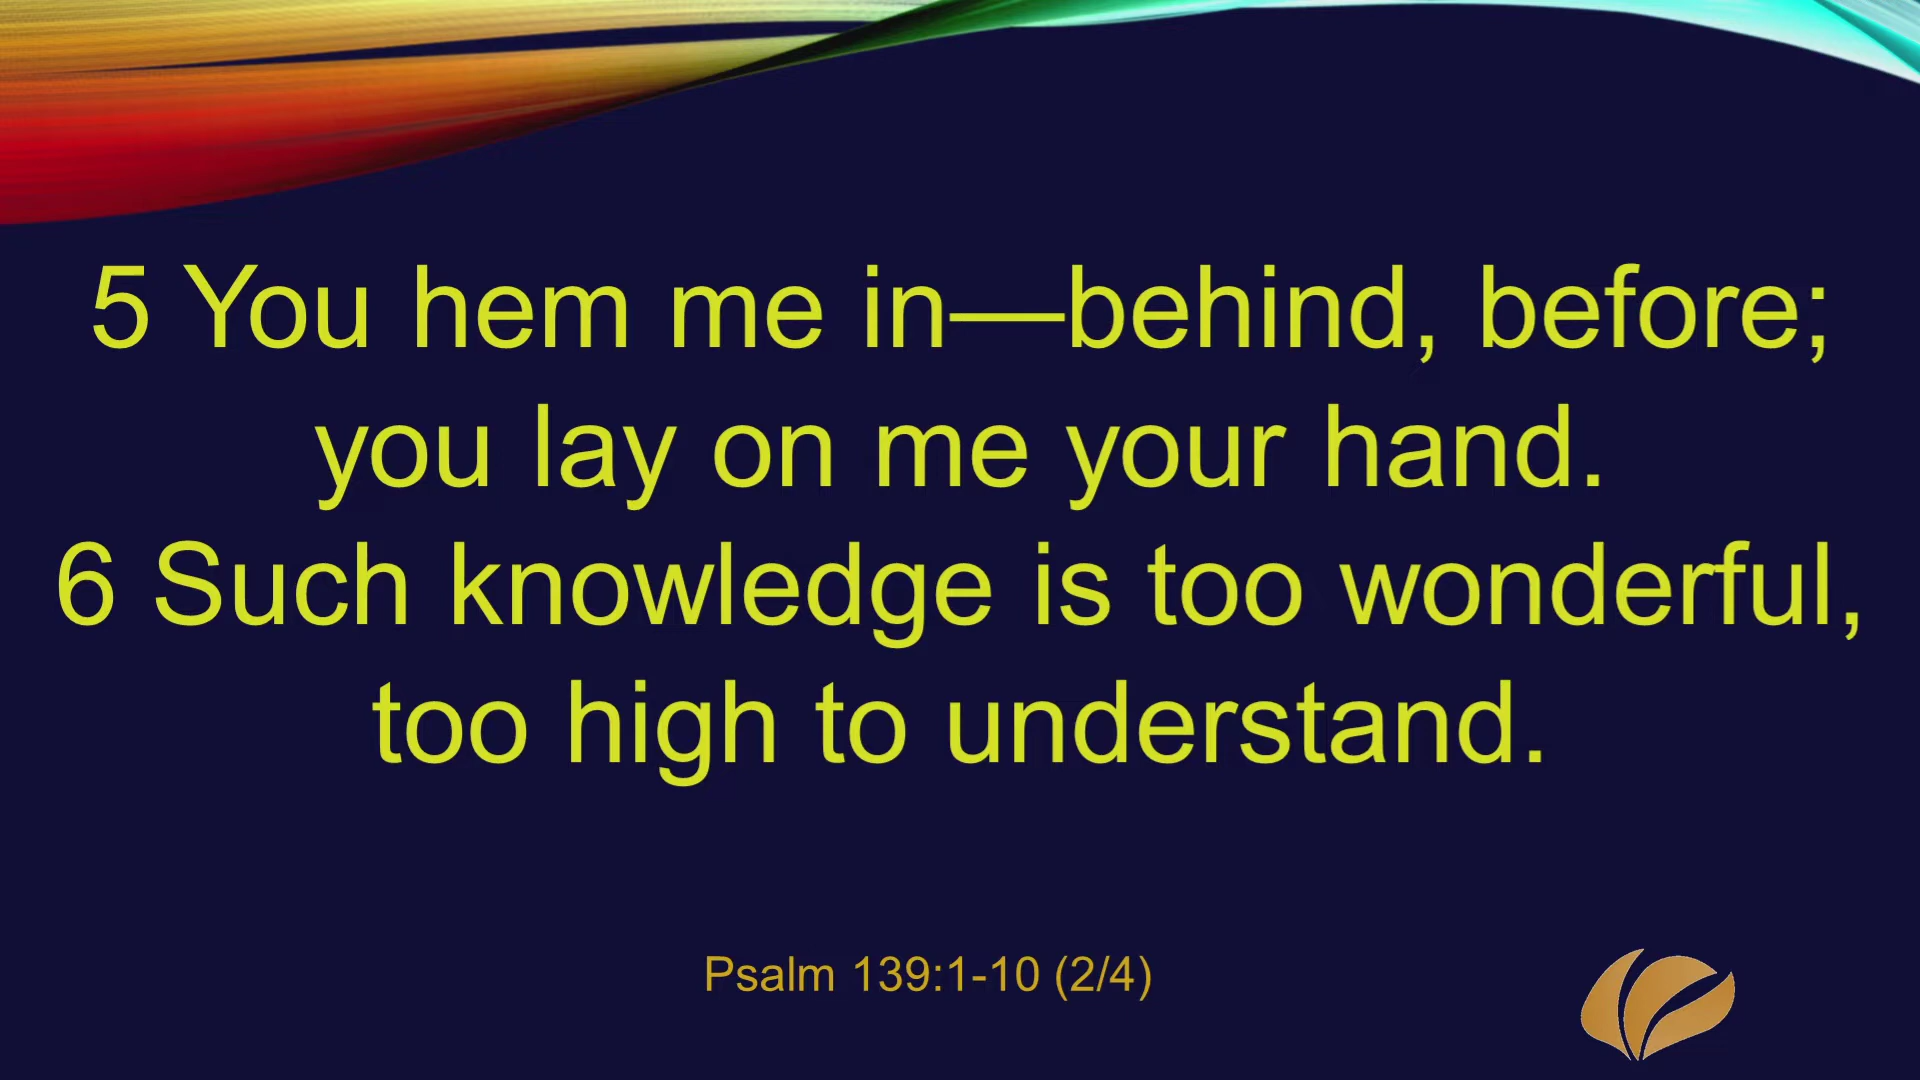 5 You hem me in—behind, before;
you lay on me your hand.
6 Such knowledge is too wonderful,
too high to understand.
Psalm 139:1-10 (2/4)